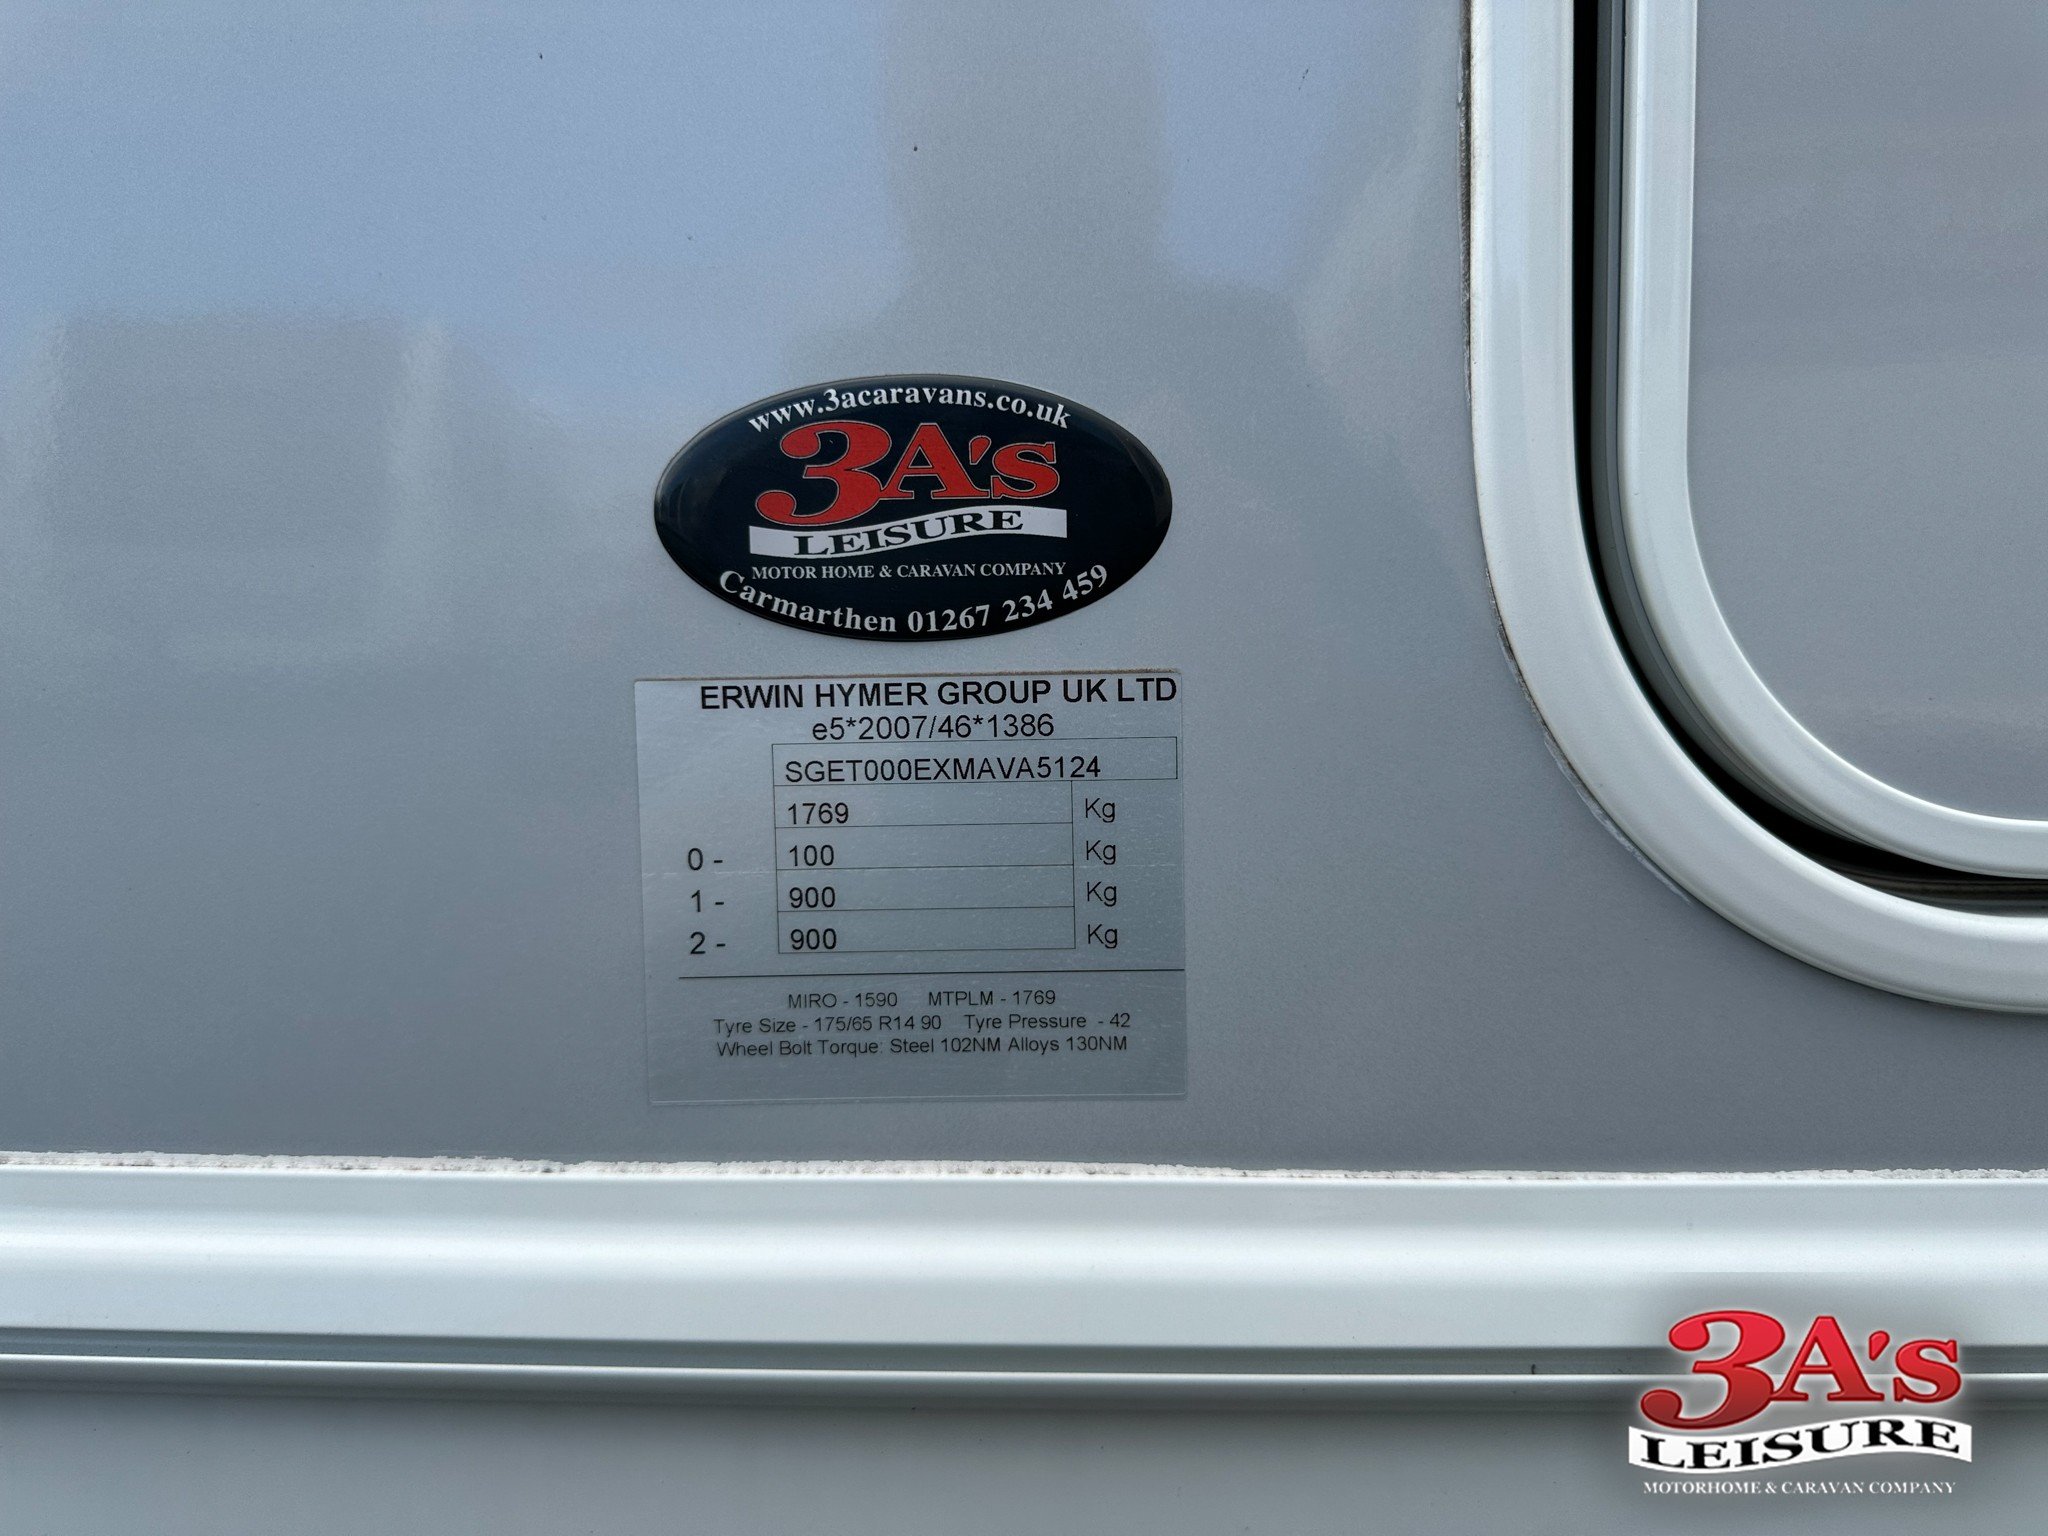 www.3acaravans.co.uk
3A's
LEISURE
MOTOR HOME & CARAVAN COMPANY
Carmarthen 01267 234 459
ERWIN HYMER GROUP UK LTD
e5*2007/46*1386
SGET000EXMAVA5124
1769 Kg
0 - 100 Kg
1 - 900 Kg
2 - 900 Kg
MIRO - 1590 MTPLM - 1769
Tyre Size - 175/65 R14 90 Tyre Pressure - 42
Wheel Bolt Torque: Steel 102NM Alloys 130NM
3A's
LEISURE
MOTORHOME & CARAVAN COMPANY